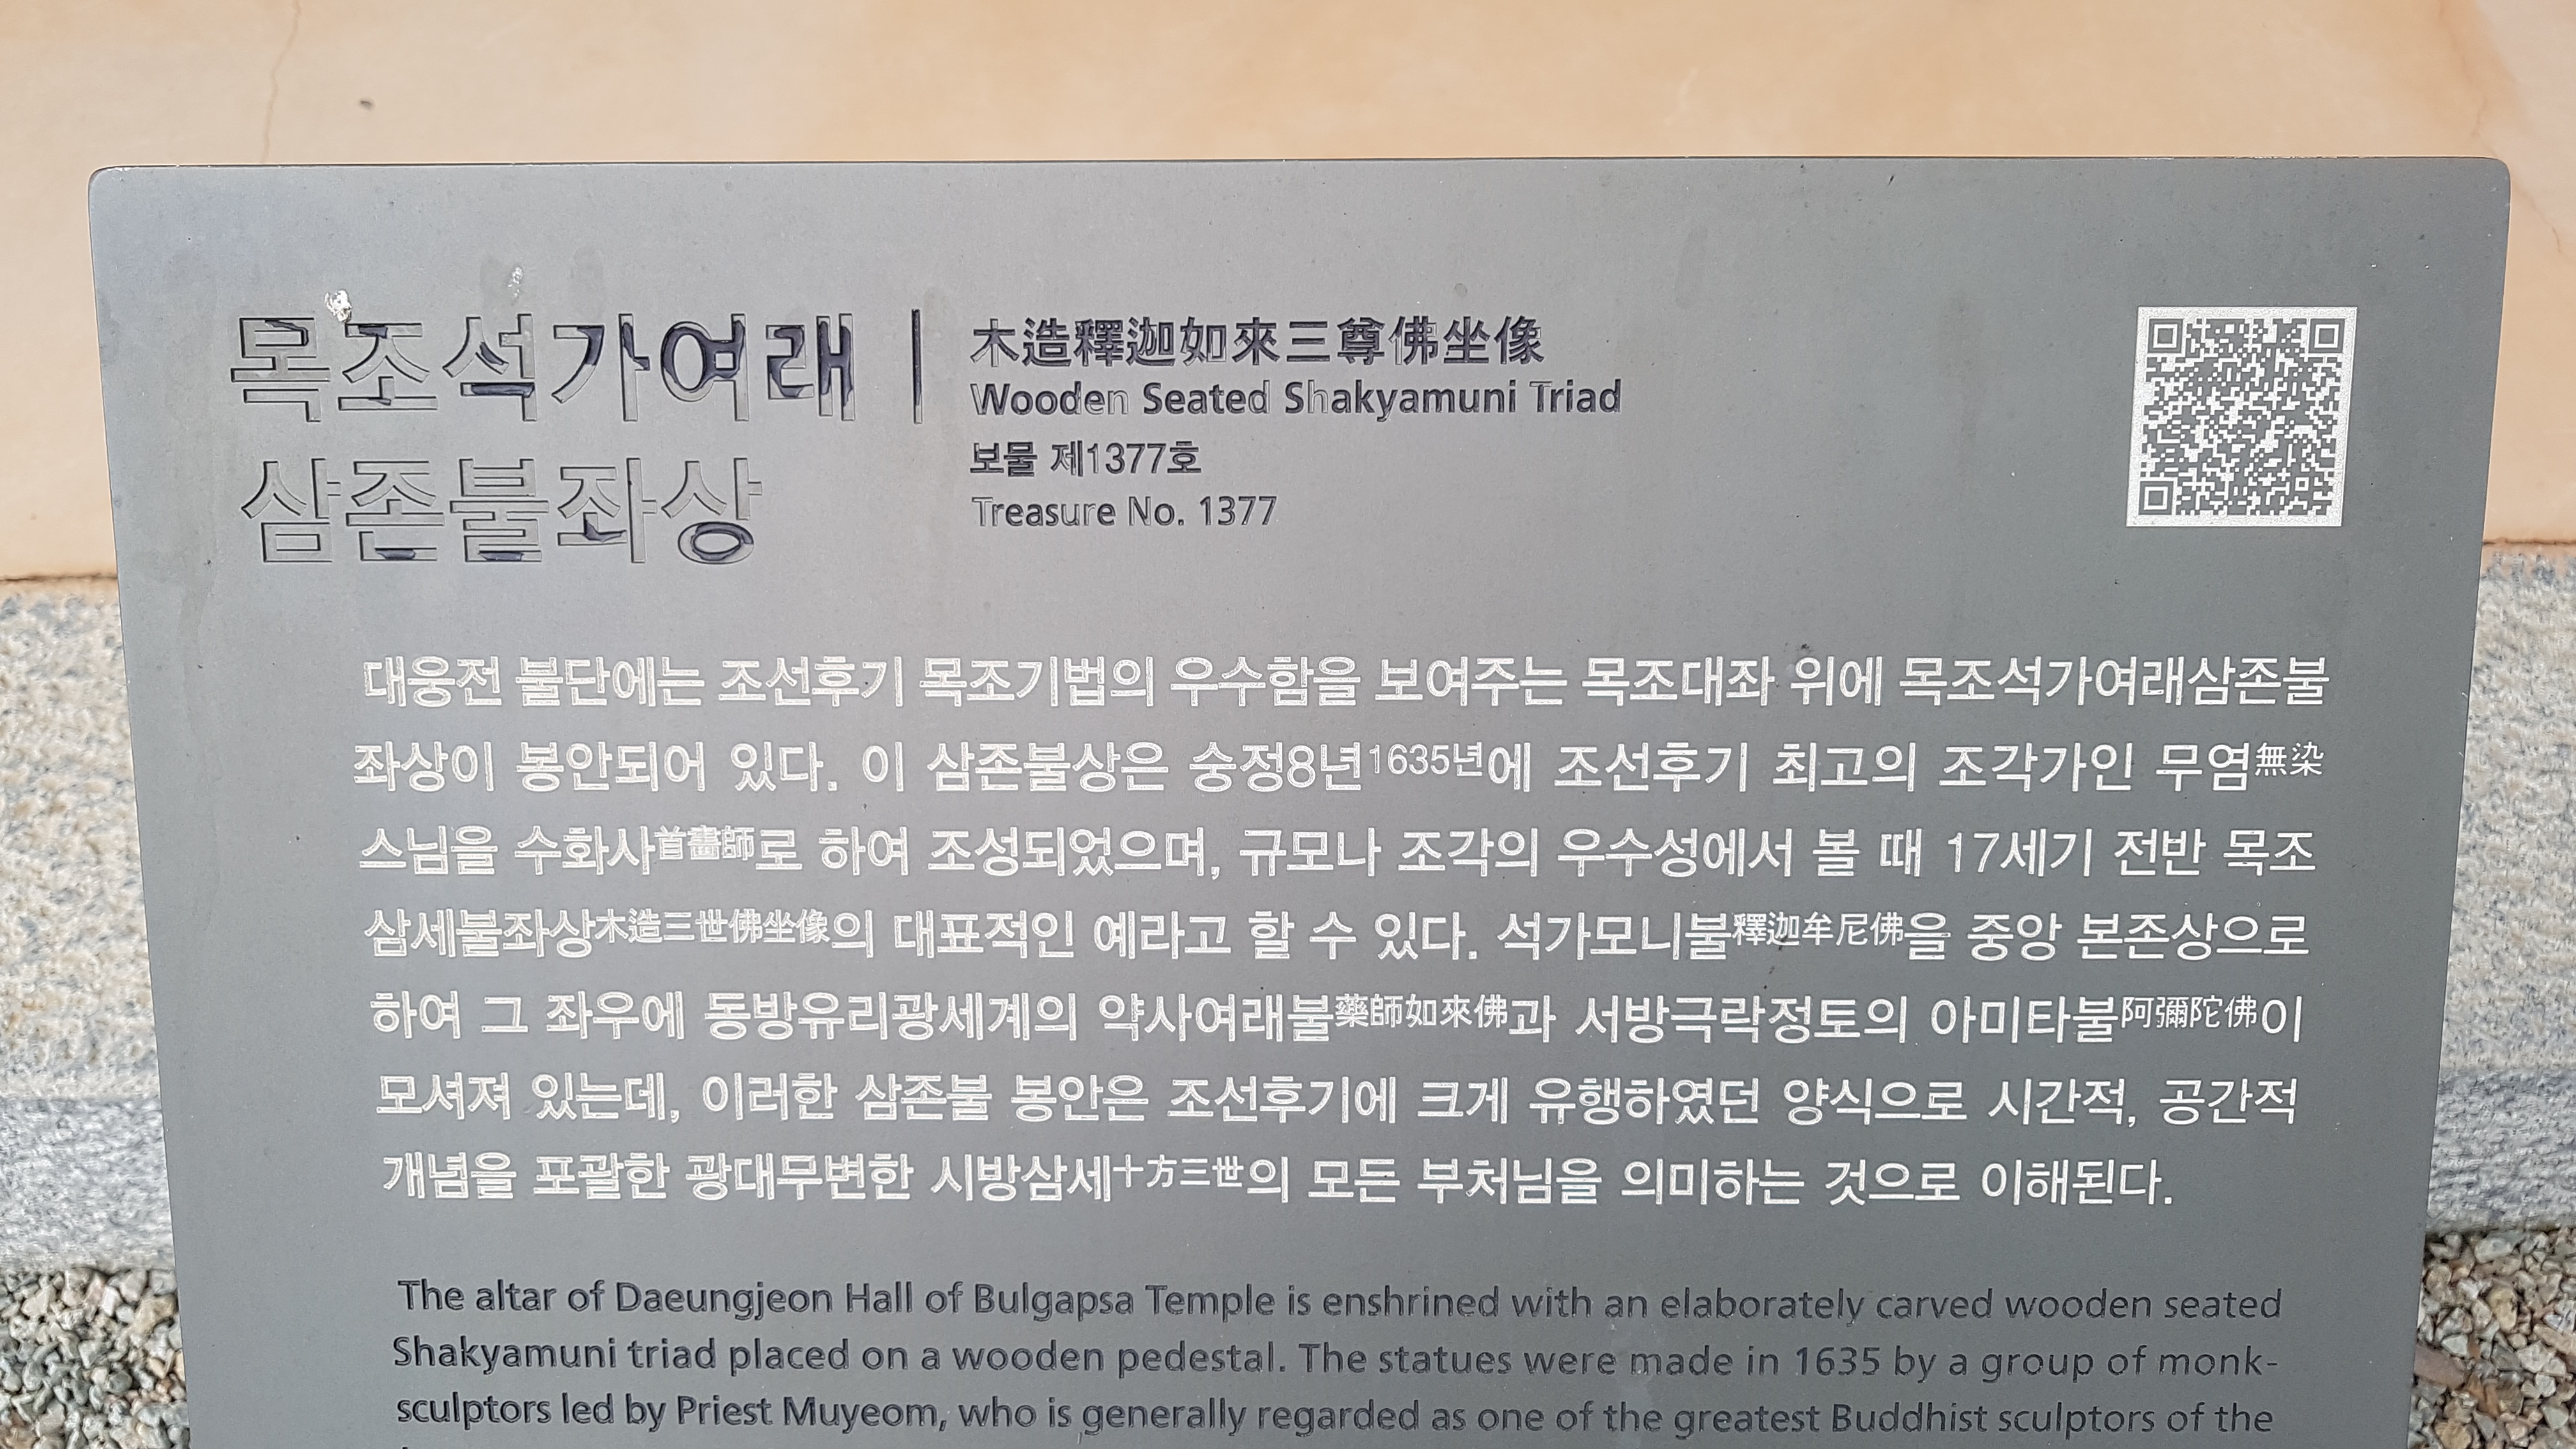 목조석가여래
삼존불좌상
木造釋迦如來三尊佛坐像
Wooden Seated Shakyamuni Triad
보물 제1377호
Treasure No. 1377
대웅전 불단에는 조선후기 목조기법의 우수함을 보여주는 목조대좌 위에 목조석가여래삼존불
좌상이 봉안되어 있다. 이 삼존불상은 숭정8년1635년에 조선후기 최고의 조각가인 무염無染
스님을 수화사首畵師로 하여 조성되었으며, 규모나 조각의 우수성에서 볼 때 17세기 전반 목조
삼세불좌상木造三世佛坐像의 대표적인 예라고 할 수 있다. 석가모니불釋迦牟尼佛을 중앙 본존상으로
하여 그 좌우에 동방유리광세계의 약사여래불藥師如來佛과 서방극락정토의 아미타불阿彌陀佛이
모셔져 있는데, 이러한 삼존불 봉안은 조선후기에 크게 유행하였던 양식으로 시간적, 공간적
개념을 포괄한 광대무변한 시방삼세十方三世의 모든 부처님을 의미하는 것으로 이해된다.
The altar of Daeungjeon Hall of Bulgapsa Temple is enshrined with an elaborately carved wooden seated
Shakyamuni triad placed on a wooden pedestal. The statues were made in 1635 by a group of monk-
sculptors led by Priest Muyeom, who is generally regarded as one of the greatest Buddhist sculptors of the